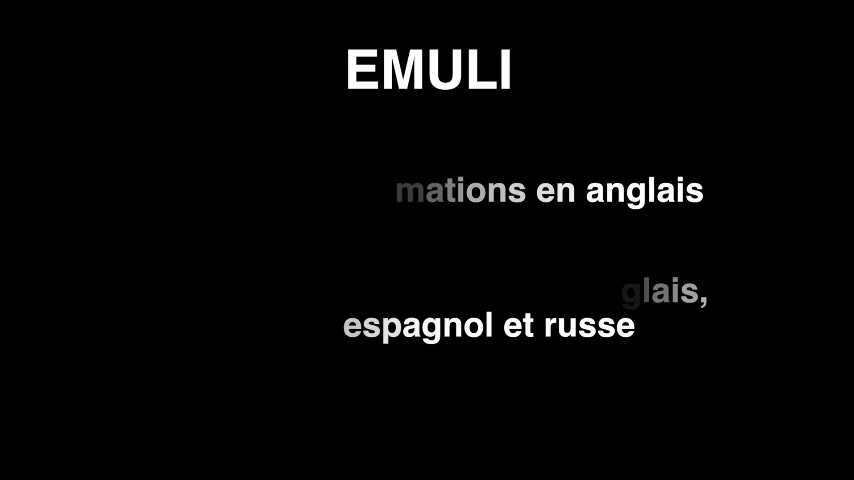 EMULI
mations en anglais
glais,
espagnol et russe